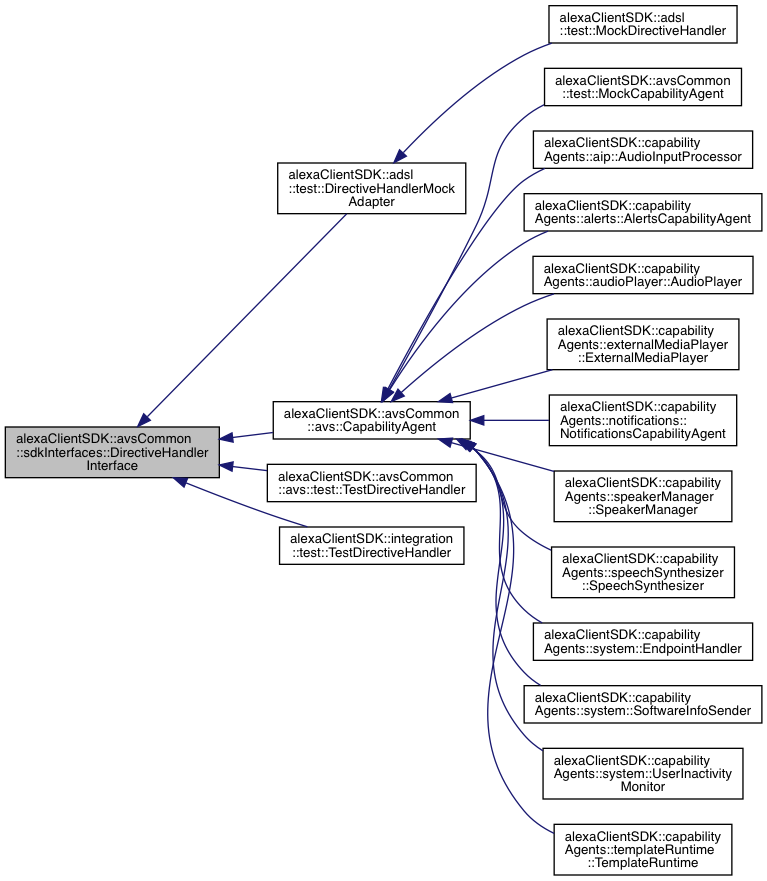 alexaClientSDK::adsl
::test::MockDirectiveHandler
alexaClientSDK::avsCommon
::test::MockCapabilityAgent
alexaClientSDK::capability
Agents::aip::AudioInputProcessor
alexaClientSDK::adsl
::test::DirectiveHandlerMock
Adapter
alexaClientSDK::capability
Agents::alerts::AlertsCapabilityAgent
alexaClientSDK::capability
Agents::audioPlayer::AudioPlayer
alexaClientSDK::capability
Agents::externalMediaPlayer
::ExternalMediaPlayer
alexaClientSDK::avsCommon
::avs::CapabilityAgent
alexaClientSDK::capability
Agents::notifications::
NotificationsCapabilityAgent
alexaClientSDK::avsCommon
::sdkInterfaces::DirectiveHandler
Interface
alexaClientSDK::avsCommon
::avs::test::TestDirectiveHandler
alexaClientSDK::capability
Agents::speakerManager
::SpeakerManager
alexaClientSDK::integration
::test::TestDirectiveHandler
alexaClientSDK::capability
Agents::speechSynthesizer
::SpeechSynthesizer
alexaClientSDK::capability
Agents::system::EndpointHandler
alexaClientSDK::capability
Agents::system::SoftwareInfoSender
alexaClientSDK::capability
Agents::system::UserInactivity
Monitor
alexaClientSDK::capability
Agents::templateRuntime
::TemplateRuntime